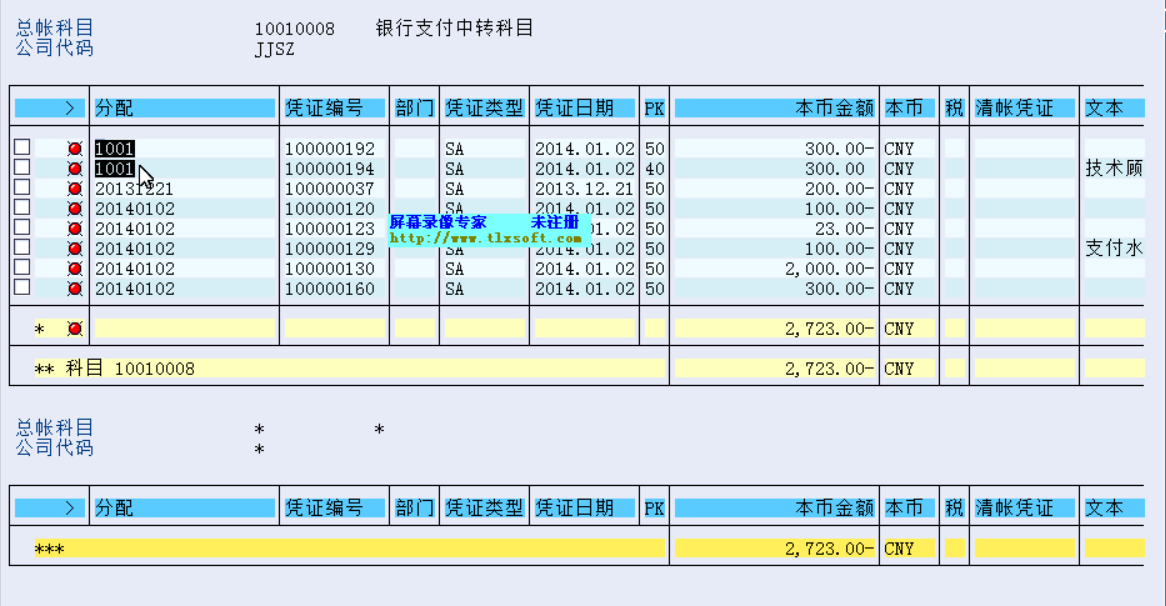 总帐科目 10010008 银行支付中转科目
公司代码 JJSZ
> 分配 凭证编号 部门 凭证类型 凭证日期 PK 本币金额 本币 税 清帐凭证 文本
1001 100000192 SA 2014.01.02 50 300.00- CNY
1001 100000194 SA 2014.01.02 40 300.00 CNY 技术顾
20131221 100000037 SA 2013.12.21 50 200.00- CNY
20140102 100000120 SA 2014.01.02 50 100.00- CNY
屏幕录像专家 未注册
20140102 100000123 01.02 50 23.00- CNY
http://www.tlxsoft.com
20140102 100000129 SA 2014.01.02 50 100.00- CNY 支付水
20140102 100000130 SA 2014.01.02 50 2,000.00- CNY
20140102 100000160 SA 2014.01.02 50 300.00- CNY
* 2,723.00- CNY
** 科目 10010008 2,723.00- CNY
总帐科目 * *
公司代码 *
> 分配 凭证编号 部门 凭证类型 凭证日期 PK 本币金额 本币 税 清帐凭证 文本
*** 2,723.00- CNY